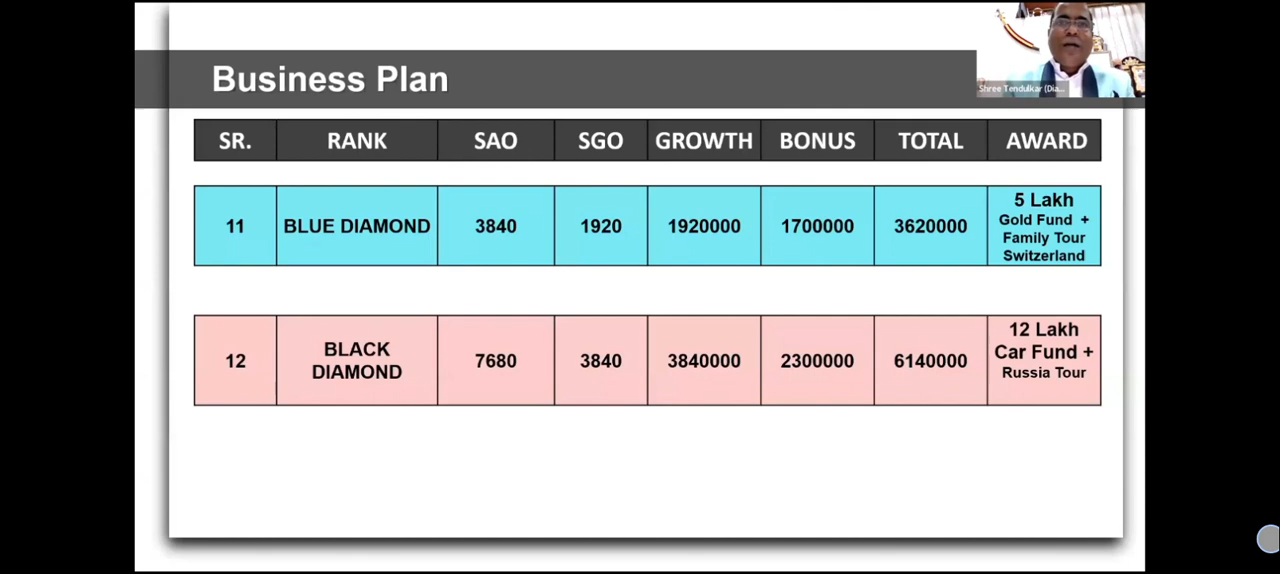 Business Plan
Shree Tendulkar (Dia...
SR. RANK SAO SGO GROWTH BONUS TOTAL AWARD
11 BLUE DIAMOND 3840 1920 1920000 1700000 3620000
5 Lakh
Gold Fund +
Family Tour
Switzerland
12 BLACK
DIAMOND 7680 3840 3840000 2300000 6140000
12 Lakh
Car Fund +
Russia Tour